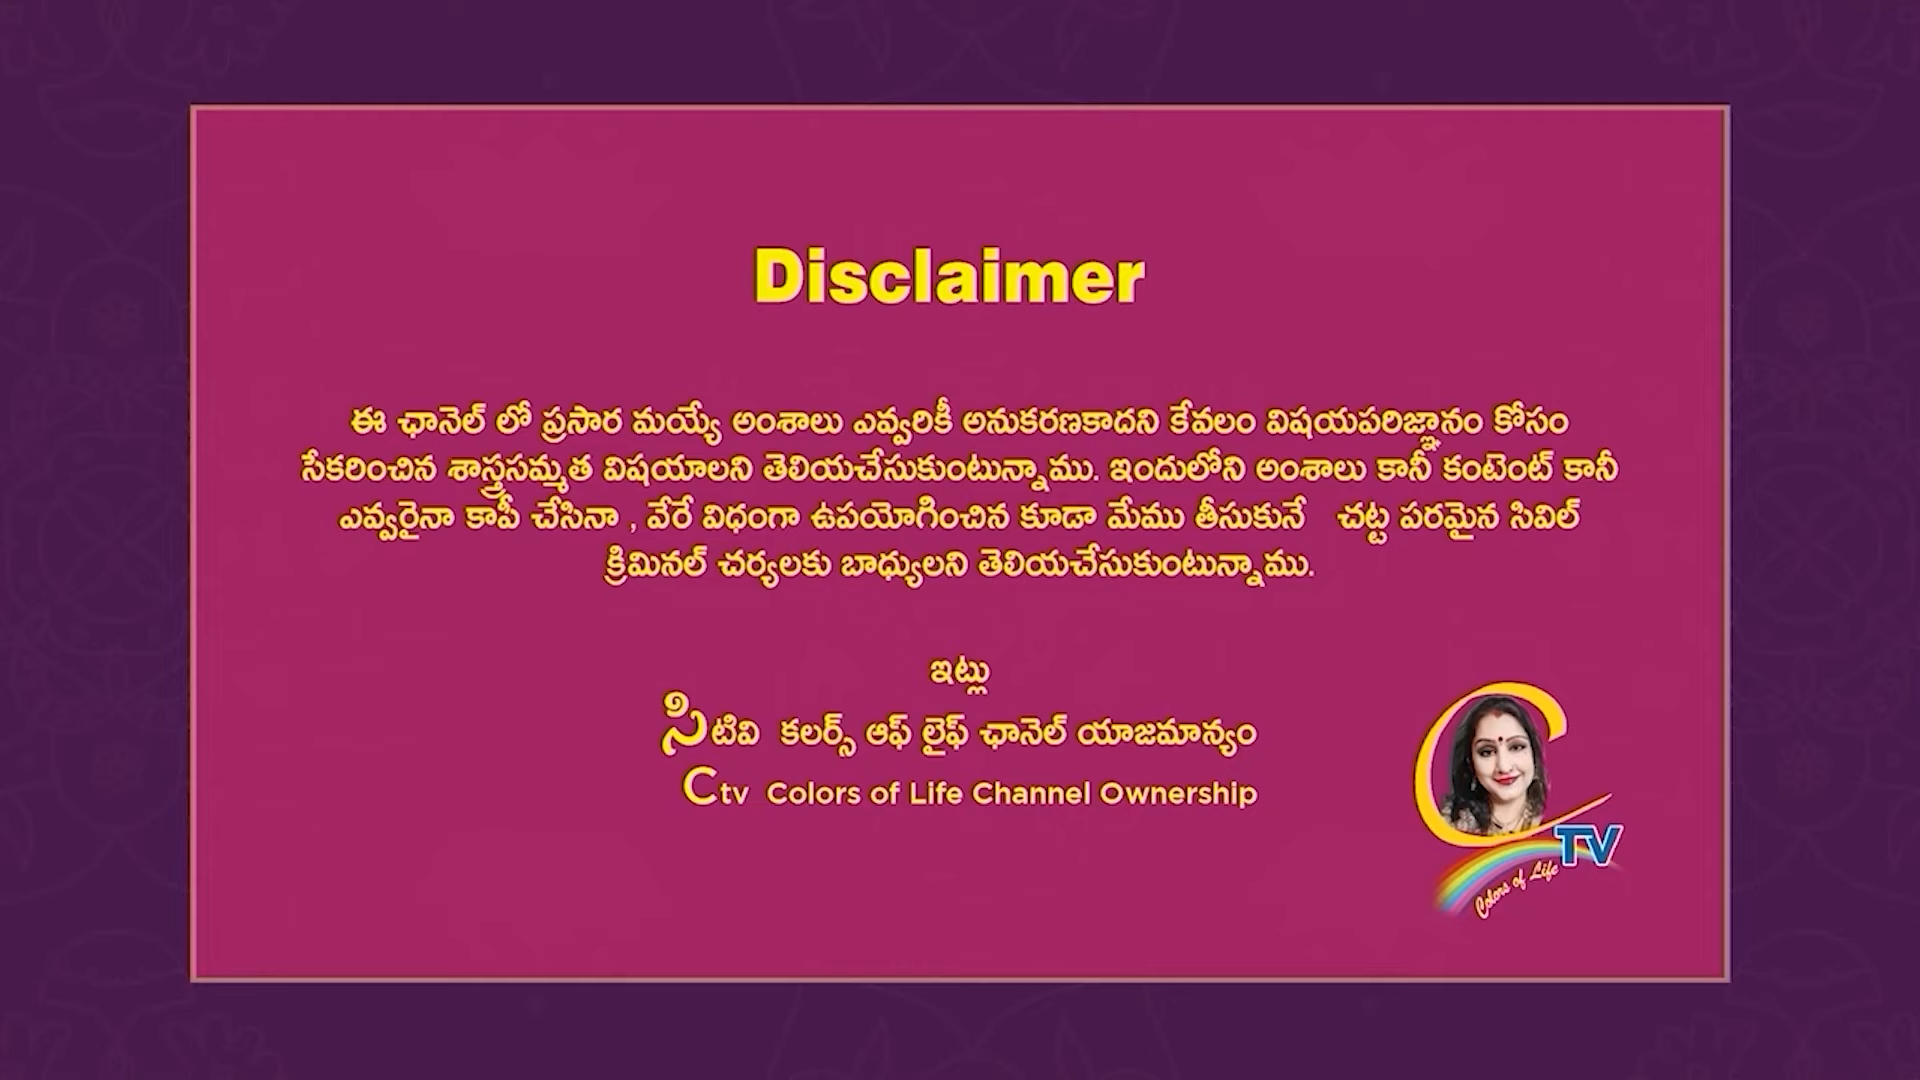 Disclaimer
ఈ ఛానెల్ లో ప్రసార మయ్యే అంశాలు ఎవ్వరికీ అనుకరణకాదని కేవలం విషయపరిజ్ఞానం కోసం
సేకరించిన శాస్త్రసమ్మత విషయాలని తెలియచేసుకుంటున్నాము. ఇందులోని అంశాలు కానీ కంటెంట్ కానీ
ఎవ్వరైనా కాపీ చేసినా , వేరే విధంగా ఉపయోగించిన కూడా మేము తీసుకునే చట్ట పరమైన సివిల్
క్రిమినల్ చర్యలకు బాధ్యులని తెలియచేసుకుంటున్నాము.
ఇట్లు
సిటివి కలర్స్ ఆఫ్ లైఫ్ ఛానెల్ యాజమాన్యం
Ctv Colors of Life Channel Ownership
C TV
Colors of Life